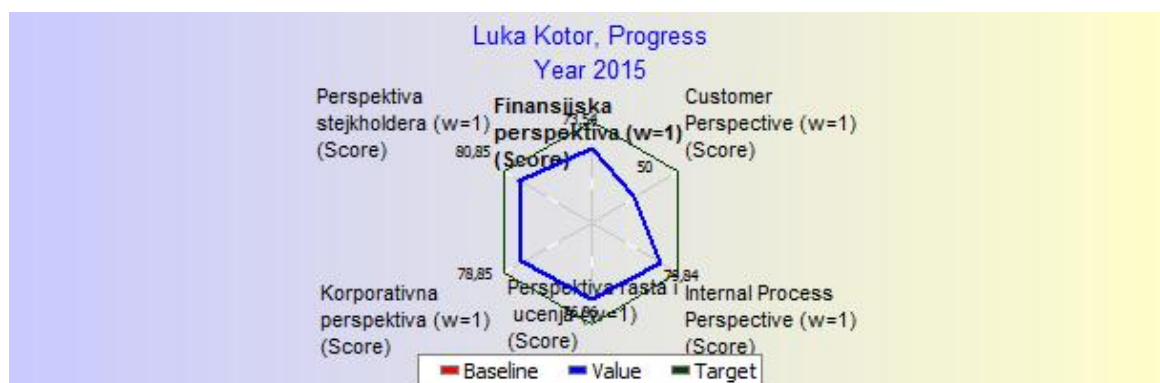 Luka Kotor, Progress
Year 2015
Perspektiva
stejkholdera (w=1)
(Score)
80,85
Finansijska
perspektiva (w=1)
(Score)
Customer
Perspective (w=1)
(Score)
50
78,85
Korporativna
perspektiva (w=1)
(Score)
Perspektiva rasta i
ucenja (w=1)
(Score)
Internal Process
Perspective (w=1)
(Score)
Baseline Value Target